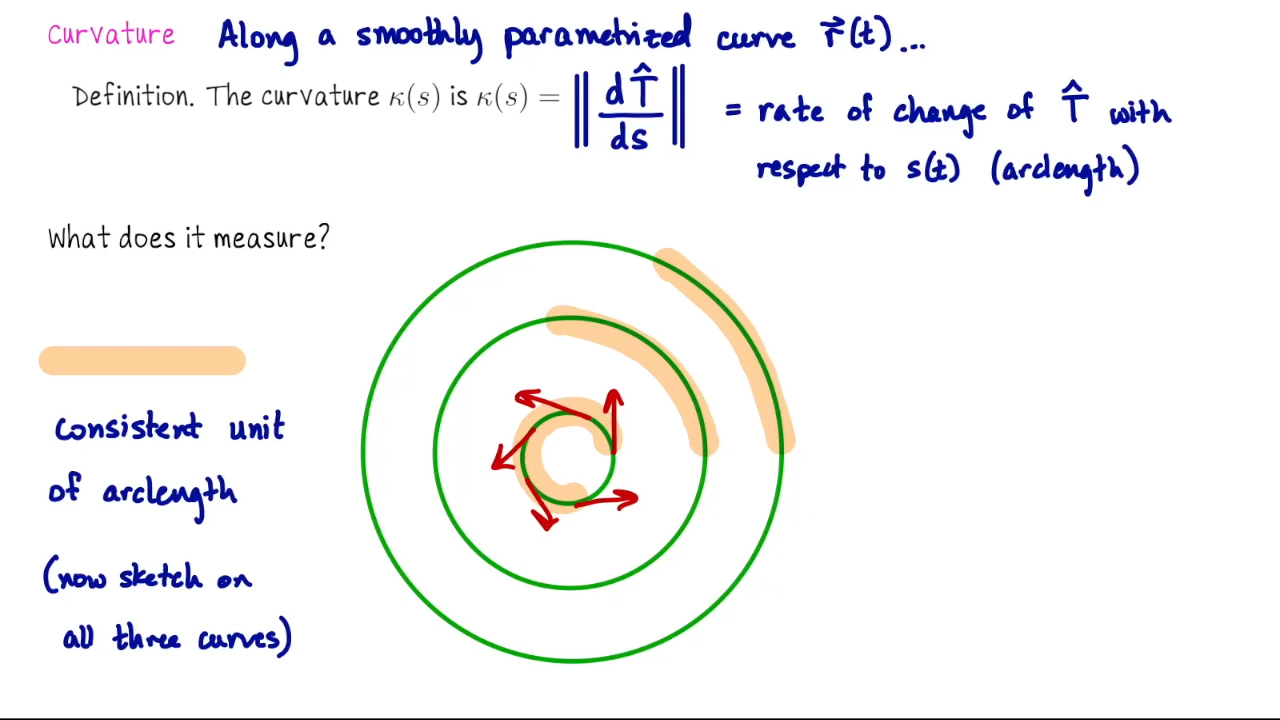 Curvature Along a smoothly parametrized curve r⃗(t)...
Definition. The curvature κ(s) is κ(s) = ‖dT̂/ds‖ = rate of change of T̂ with
respect to s(t) (arclength)
What does it measure?
consistent unit
of arclength
(now sketch on
all three curves)